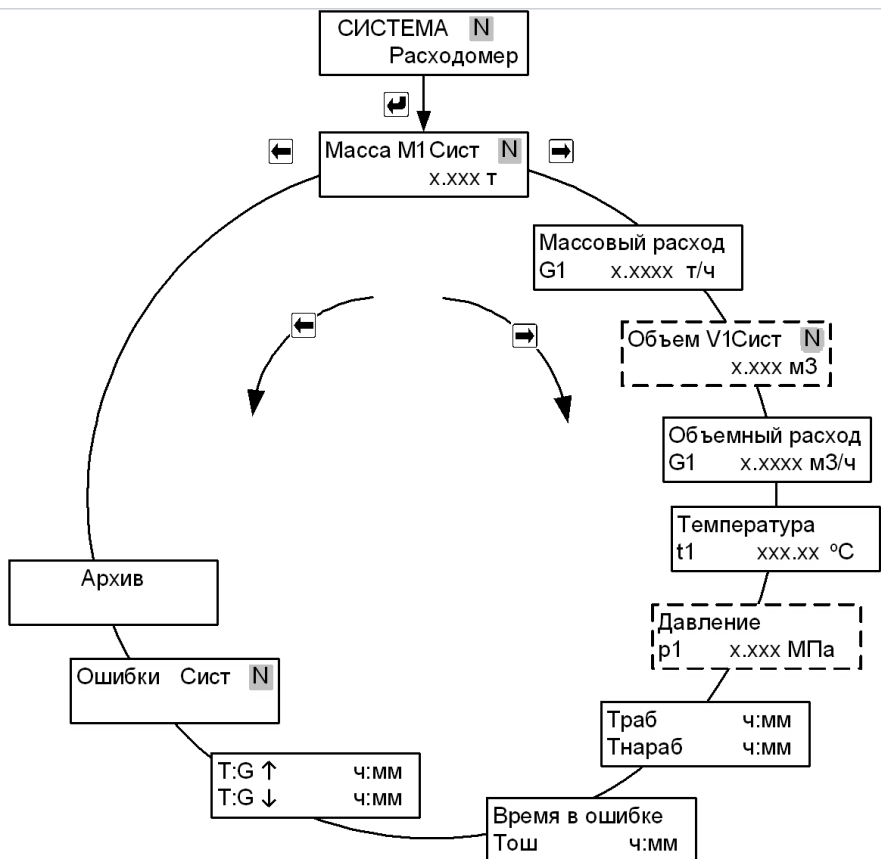 СИСТЕМА N
Расходомер
Масса М1Сист N
х.ххх т
Массовый расход
G1 х.хххх т/ч
Объем V1Сист N
х.ххх м3
Объемный расход
G1 х.хххх м3/ч
Температура
t1 ххх.хх ºС
Давление
р1 х.ххх МПа
Траб ч:мм
Тнараб ч:мм
Время в ошибке
Тош ч:мм
T:G ↑ ч:мм
T:G ↓ ч:мм
Ошибки Сист N
Архив